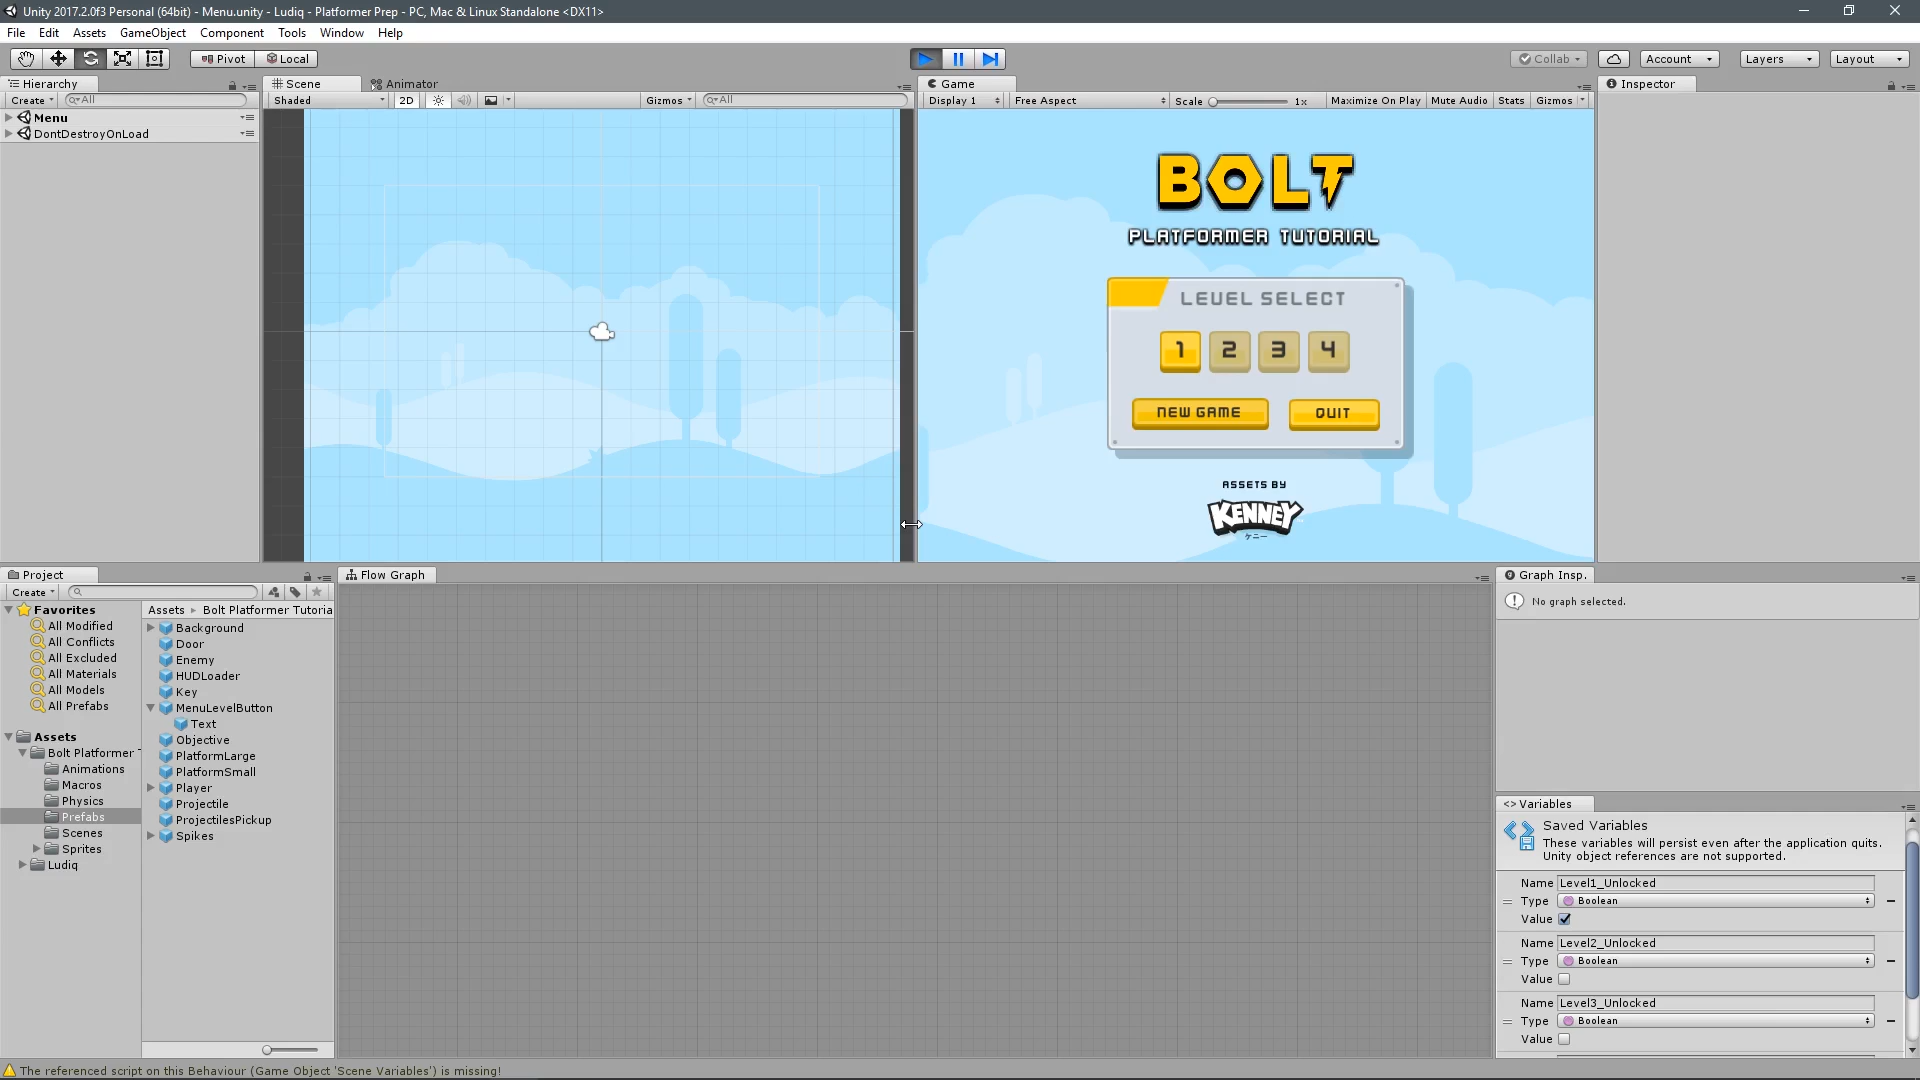 Unity 2017.2.0f3 Personal (64bit) - Menu.unity - Ludiq - Platformer Prep - PC, Mac & Linux Standalone <DX11>
File Edit Assets GameObject Component Tools Window Help
Pivot Local
Collab Account Layers Layout
Hierarchy
Create All
Menu
DontDestroyOnLoad
Scene Animator
Shaded 2D Gizmos All
Game
Display 1 Free Aspect Scale 1x Maximize On Play Mute Audio Stats Gizmos
BOLT
PLATFORMER TUTORIAL
LEVEL SELECT
1 2 3 4
NEW GAME QUIT
ASSETS BY
KENNEY
ケニー
Inspector
Project
Create
Favorites
All Modified
All Conflicts
All Excluded
All Materials
All Models
All Prefabs
Assets
Bolt Platformer
Animations
Macros
Physics
Prefabs
Scenes
Sprites
Ludiq
Assets Bolt Platformer Tutoria
Background
Door
Enemy
HUDLoader
Key
MenuLevelButton
Text
Objective
PlatformLarge
PlatformSmall
Player
Projectile
ProjectilesPickup
Spikes
Flow Graph
Graph Insp.
No graph selected.
<> Variables
Saved Variables
These variables will persist even after the application quits.
Unity object references are not supported.
Name Level1_Unlocked
Type Boolean
Value
Name Level2_Unlocked
Type Boolean
Value
Name Level3_Unlocked
Type Boolean
Value
The referenced script on this Behaviour (Game Object 'Scene Variables') is missing!